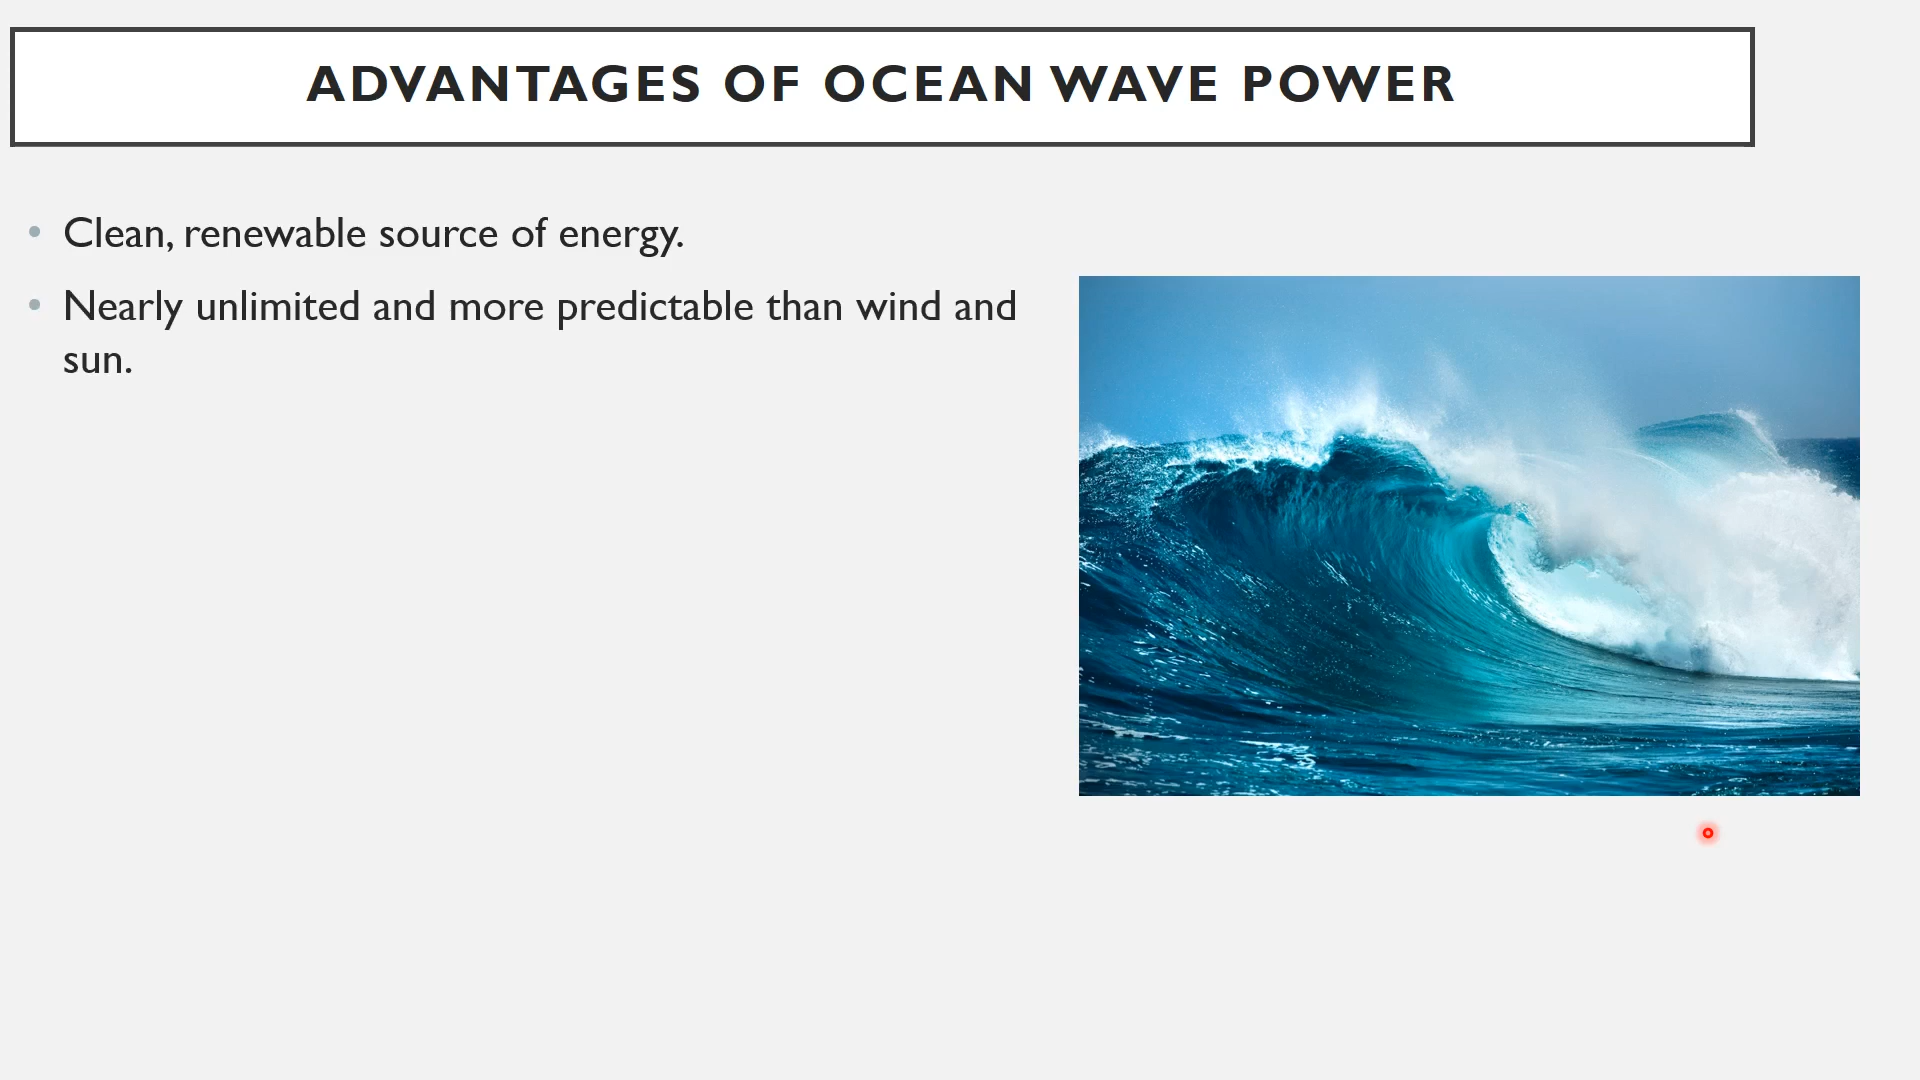 ADVANTAGES OF OCEAN WAVE POWER
• Clean, renewable source of energy.
• Nearly unlimited and more predictable than wind and
sun.